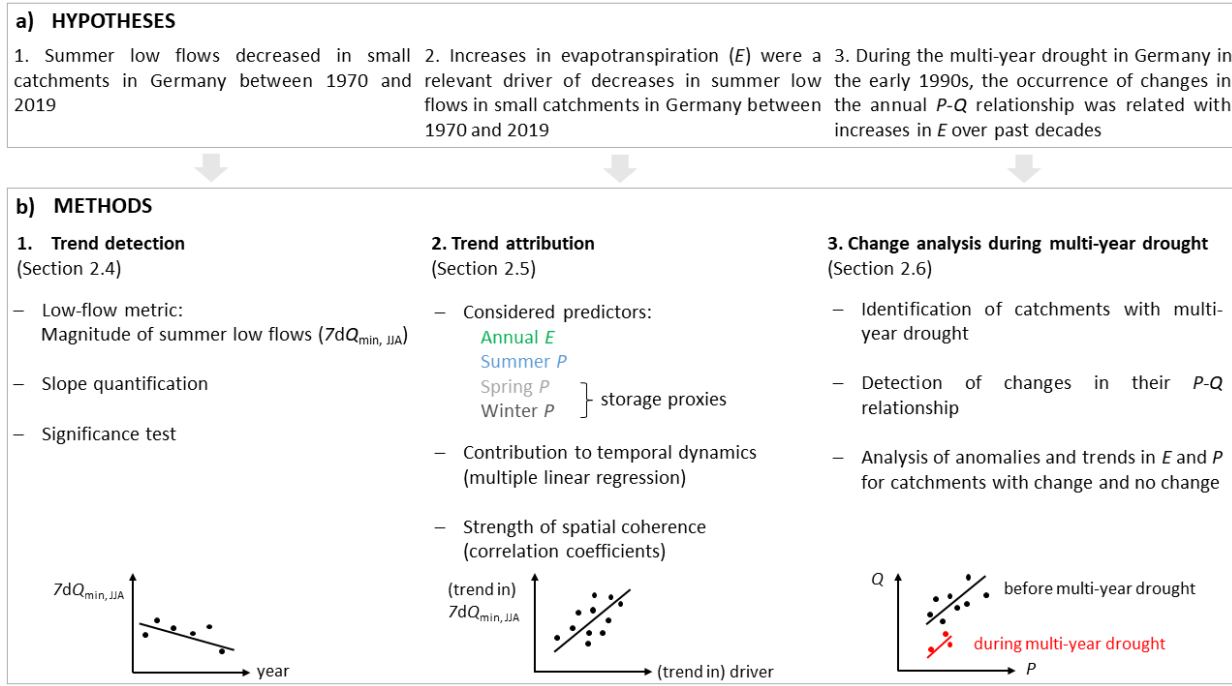 a) HYPOTHESES
1. Summer low flows decreased in small
catchments in Germany between 1970 and
2019
2. Increases in evapotranspiration (E) were a
relevant driver of decreases in summer low
flows in small catchments in Germany between
1970 and 2019
3. During the multi-year drought in Germany in
the early 1990s, the occurrence of changes in
the annual P-Q relationship was related with
increases in E over past decades
b) METHODS
1. Trend detection
(Section 2.4)
– Low-flow metric:
Magnitude of summer low flows (7dQmin, JJA)
– Slope quantification
– Significance test
7dQmin, JJA
year
2. Trend attribution
(Section 2.5)
– Considered predictors:
Annual E
Summer P
Spring P
Winter P
storage proxies
– Contribution to temporal dynamics
(multiple linear regression)
– Strength of spatial coherence
(correlation coefficients)
(trend in)
7dQmin, JJA
(trend in) driver
3. Change analysis during multi-year drought
(Section 2.6)
– Identification of catchments with multi-
year drought
– Detection of changes in their P-Q
relationship
– Analysis of anomalies and trends in E and P
for catchments with change and no change
Q
before multi-year drought
during multi-year drought
P